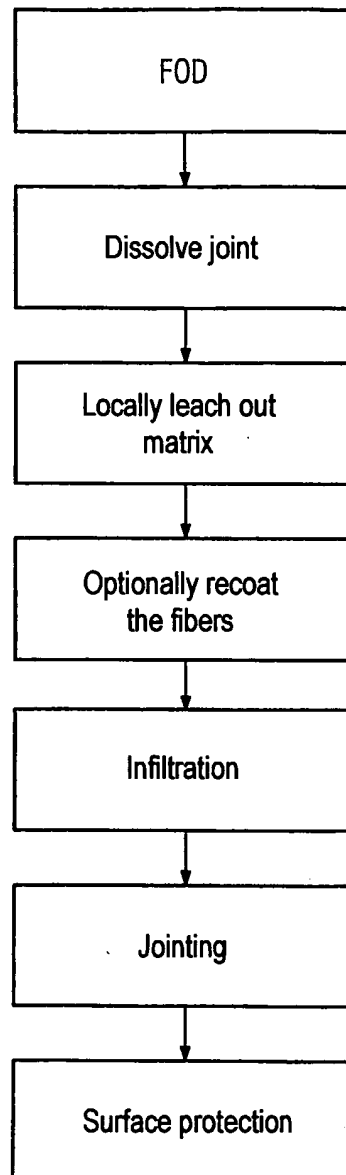 FOD
Dissolve joint
Locally leach out
matrix
Optionally recoat
the fibers
Infiltration
Jointing
Surface protection